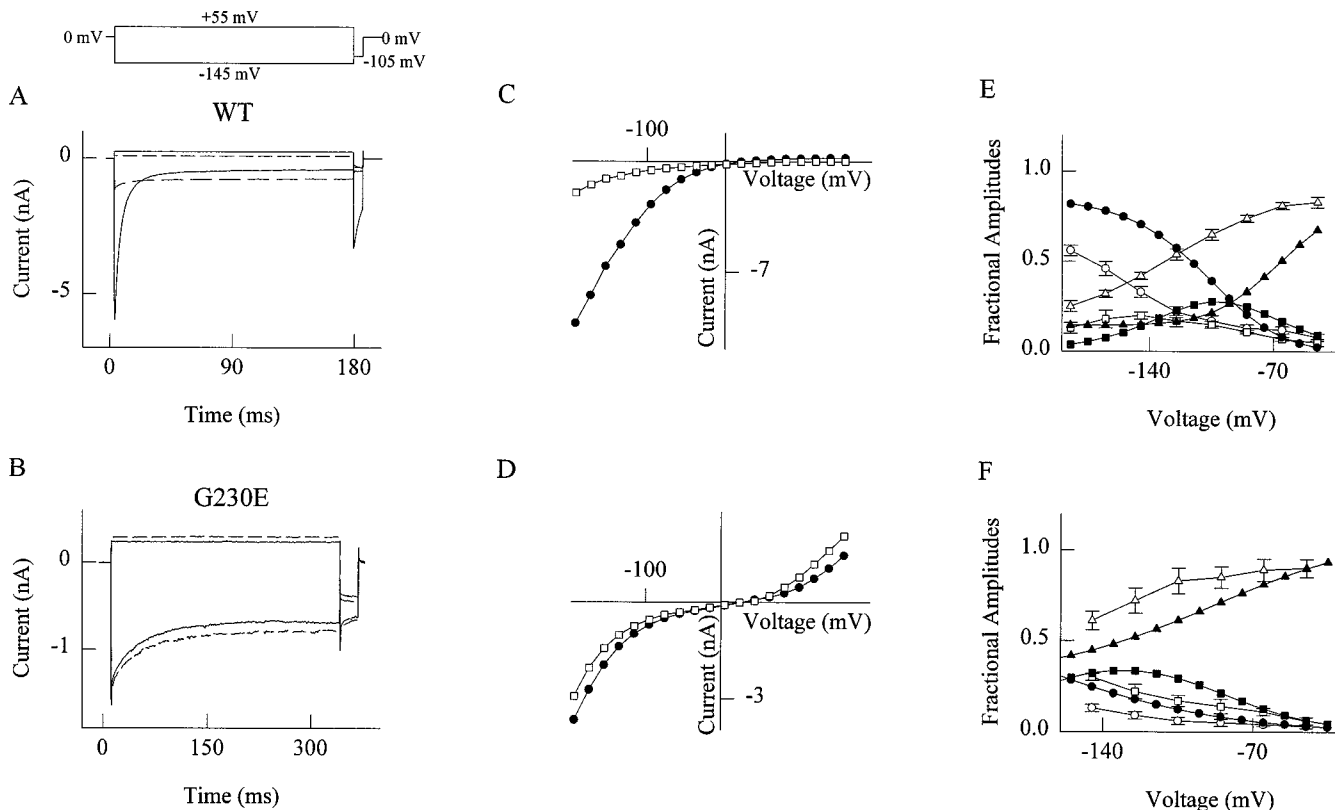 +55 mV
0 mV
0 mV
-105 mV
-145 mV
A
WT
0
-5
Current (nA)
0
90
180
Time (ms)
B
G230E
0
-1
Current (nA)
0
150
300
Time (ms)
C
-100
Voltage (mV)
Current (nA)
-7
D
-100
Voltage (mV)
Current (nA)
-3
E
1.0
0.5
0.0
Fractional Amplitudes
-140
-70
Voltage (mV)
F
1.0
0.5
0.0
Fractional Amplitudes
-140
-70
Voltage (mV)